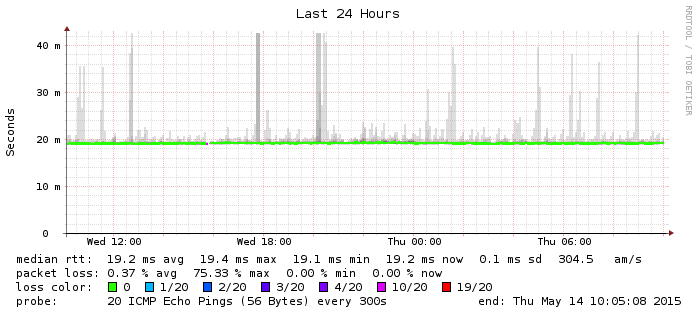 Last 24 Hours
RRDTOOL / TOBI OETIKER
Seconds
40 m
30 m
20 m
10 m
0
Wed 12:00 Wed 18:00 Thu 00:00 Thu 06:00
median rtt: 19.2 ms avg 19.4 ms max 19.1 ms min 19.2 ms now 0.1 ms sd 304.5 am/s
packet loss: 0.37 % avg 75.33 % max 0.00 % min 0.00 % now
loss color: 0 1/20 2/20 3/20 4/20 10/20 19/20
probe: 20 ICMP Echo Pings (56 Bytes) every 300s end: Thu May 14 10:05:08 2015